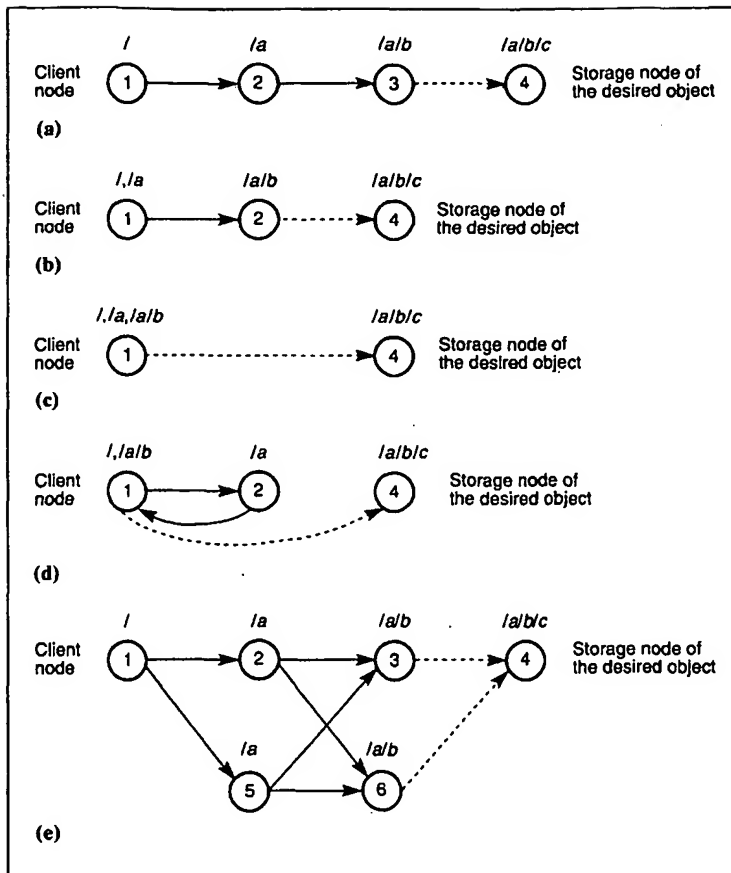 / /a /a/b /a/b/c
Client node 1 2 3 4 Storage node of the desired object
(a)
/,/a /a/b /a/b/c
Client node 1 2 4 Storage node of the desired object
(b)
/,/a,/a/b /a/b/c
Client node 1 4 Storage node of the desired object
(c)
/,/a/b /a /a/b/c
Client node 1 2 4 Storage node of the desired object
(d)
/ /a /a/b /a/b/c
Client node 1 2 3 4 Storage node of the desired object
/a /a/b
5 6
(e)